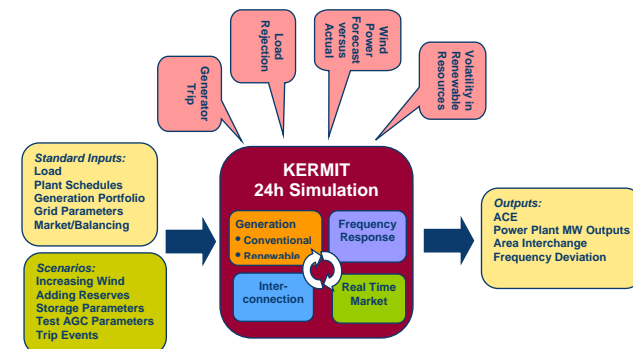 Generator
Trip
Load
Rejection
Wind
Power
Forecast
versus
Actual
Volatility in
Renewable
Resources
Standard Inputs:
Load
Plant Schedules
Generation Portfolio
Grid Parameters
Market/Balancing
Scenarios:
Increasing Wind
Adding Reserves
Storage Parameters
Test AGC Parameters
Trip Events
KERMIT
24h Simulation
Generation
• Conventional
• Renewable
Frequency
Response
Inter-
connection
Real Time
Market
Outputs:
ACE
Power Plant MW Outputs
Area Interchange
Frequency Deviation